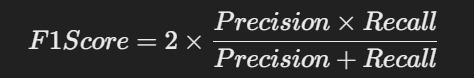 F1Score = 2 × Precision × Recall / Precision + Recall